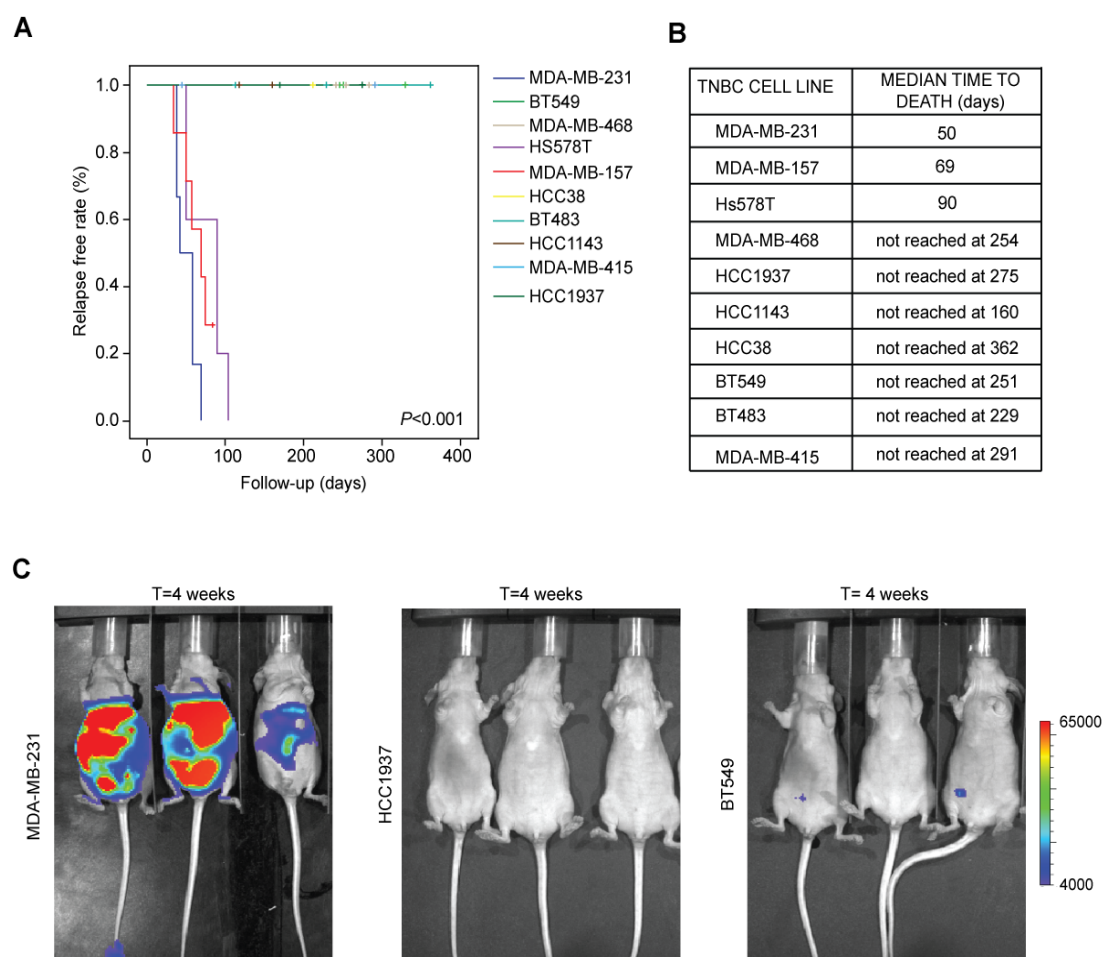 A
Relapse free rate (%)
1.0
0.8
0.6
0.4
0.2
0.0
0 100 200 300 400
Follow-up (days)
P<0.001
MDA-MB-231
BT549
MDA-MB-468
HS578T
MDA-MB-157
HCC38
BT483
HCC1143
MDA-MB-415
HCC1937
B
TNBC CELL LINE MEDIAN TIME TO
DEATH (days)
MDA-MB-231 50
MDA-MB-157 69
Hs578T 90
MDA-MB-468 not reached at 254
HCC1937 not reached at 275
HCC1143 not reached at 160
HCC38 not reached at 362
BT549 not reached at 251
BT483 not reached at 229
MDA-MB-415 not reached at 291
C
T=4 weeks
MDA-MB-231
T=4 weeks
HCC1937
T= 4 weeks
BT549
65000
4000